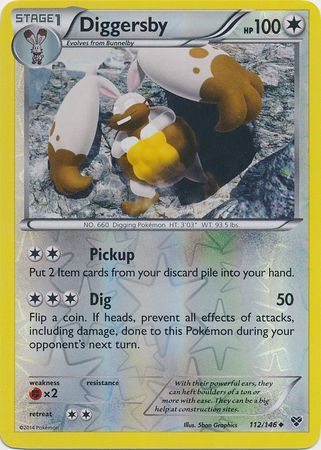 STAGE1
Diggersby
HP100
Evolves from Bunnelby
NO. 660 Digging Pokémon HT: 3'03" WT: 93.5 lbs.
Pickup
Put 2 Item cards from your discard pile into your hand.
Dig 50
Flip a coin. If heads, prevent all effects of attacks,
including damage, done to this Pokémon during your
opponent's next turn.
weakness resistance
×2
retreat
With their powerful ears, they
can heft boulders of a ton or
more with ease. They can be a big
help at construction sites.
©2014 Pokémon
Illus. 5ban Graphics
112/146
XY